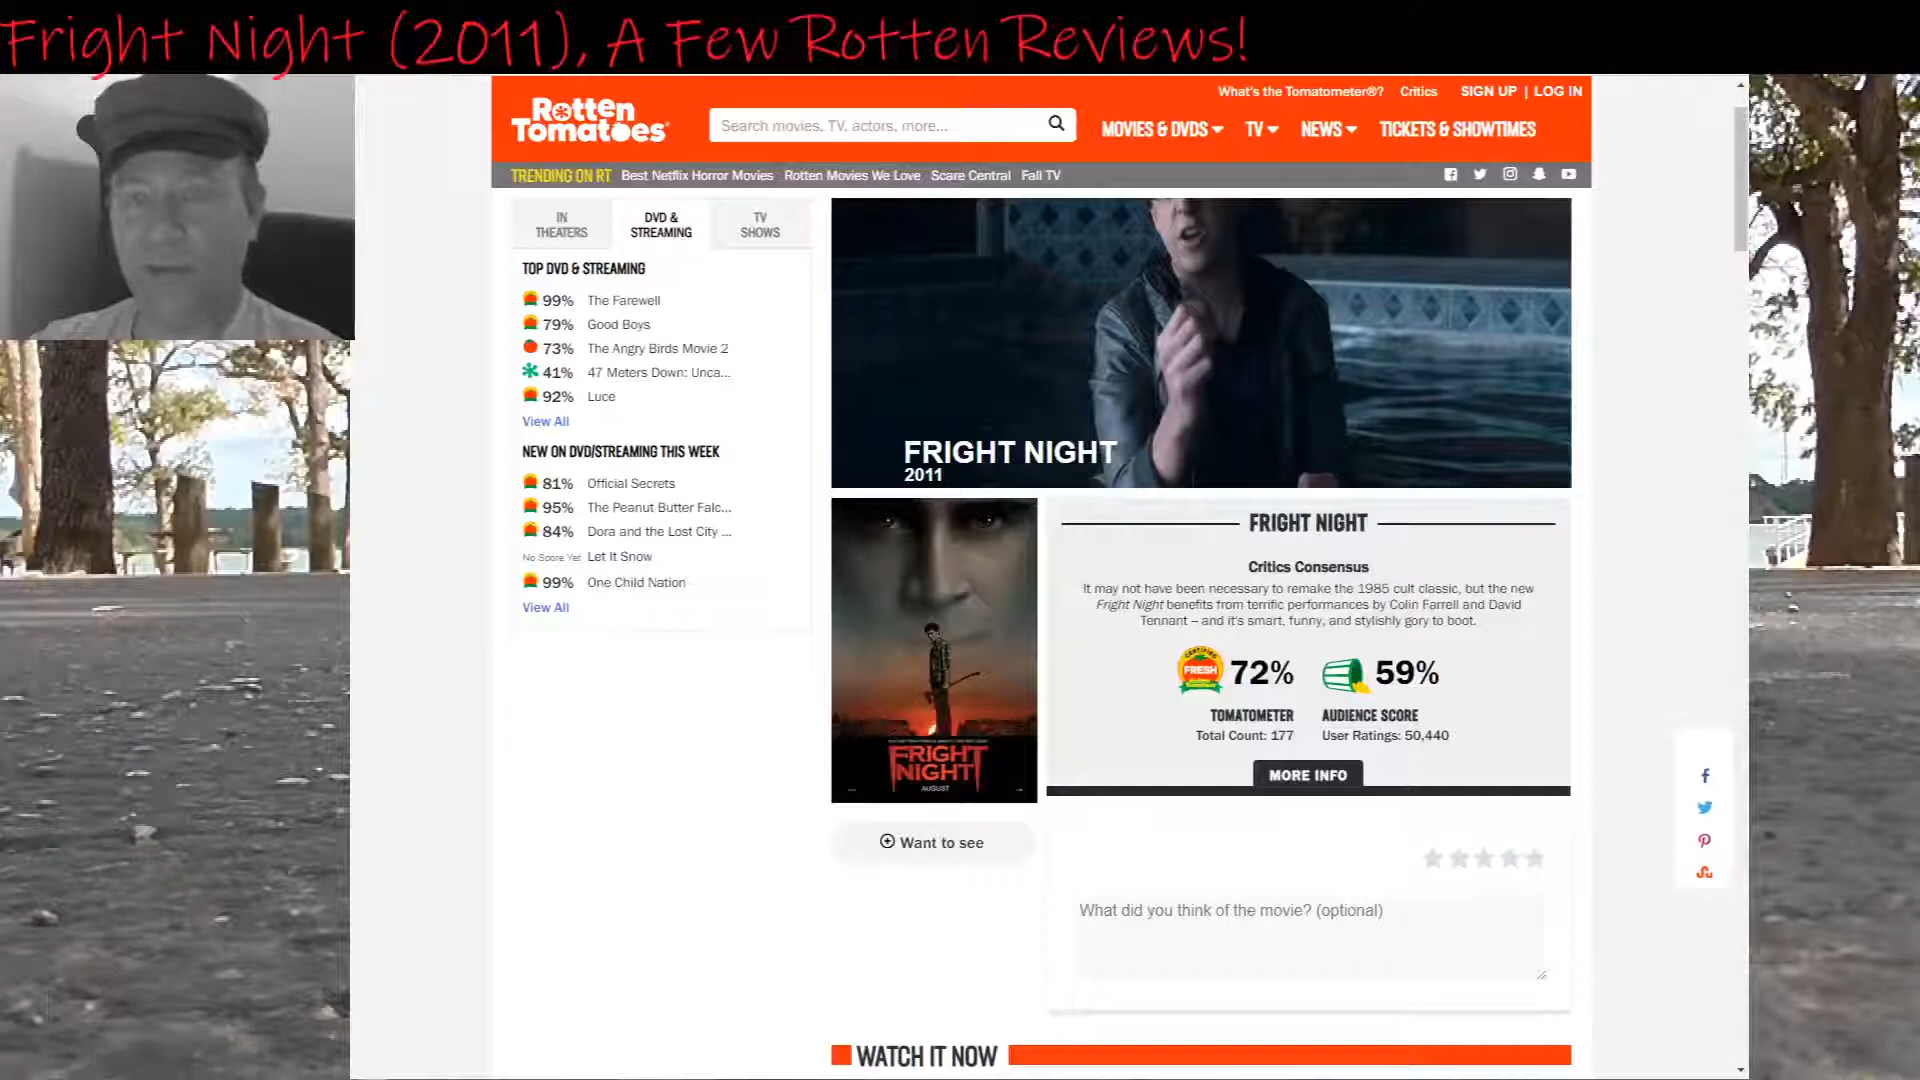 Fright Night (2011), A Few Rotten Reviews!
What's the Tomatometer®? Critics SIGN UP | LOG IN
Rotten
Tomatoes
Search movies, TV, actors, more...
MOVIES & DVDS TV NEWS TICKETS & SHOWTIMES
TRENDING ON RT Best Netflix Horror Movies Rotten Movies We Love Scare Central Fall TV
IN
THEATERS
DVD &
STREAMING
TV
SHOWS
TOP DVD & STREAMING
99% The Farewell
79% Good Boys
73% The Angry Birds Movie 2
41% 47 Meters Down: Unca...
92% Luce
View All
NEW ON DVD/STREAMING THIS WEEK
81% Official Secrets
95% The Peanut Butter Falc...
84% Dora and the Lost City ...
No Score Yet Let It Snow
99% One Child Nation
View All
FRIGHT NIGHT
2011
FRIGHT
NIGHT
AUGUST
FRIGHT NIGHT
Critics Consensus
It may not have been necessary to remake the 1985 cult classic, but the new
Fright Night benefits from terrific performances by Colin Farrell and David
Tennant – and it's smart, funny, and stylishly gory to boot.
CERTIFIED
FRESH
72% 59%
TOMATOMETER AUDIENCE SCORE
Total Count: 177 User Ratings: 50,440
MORE INFO
Want to see
What did you think of the movie? (optional)
WATCH IT NOW